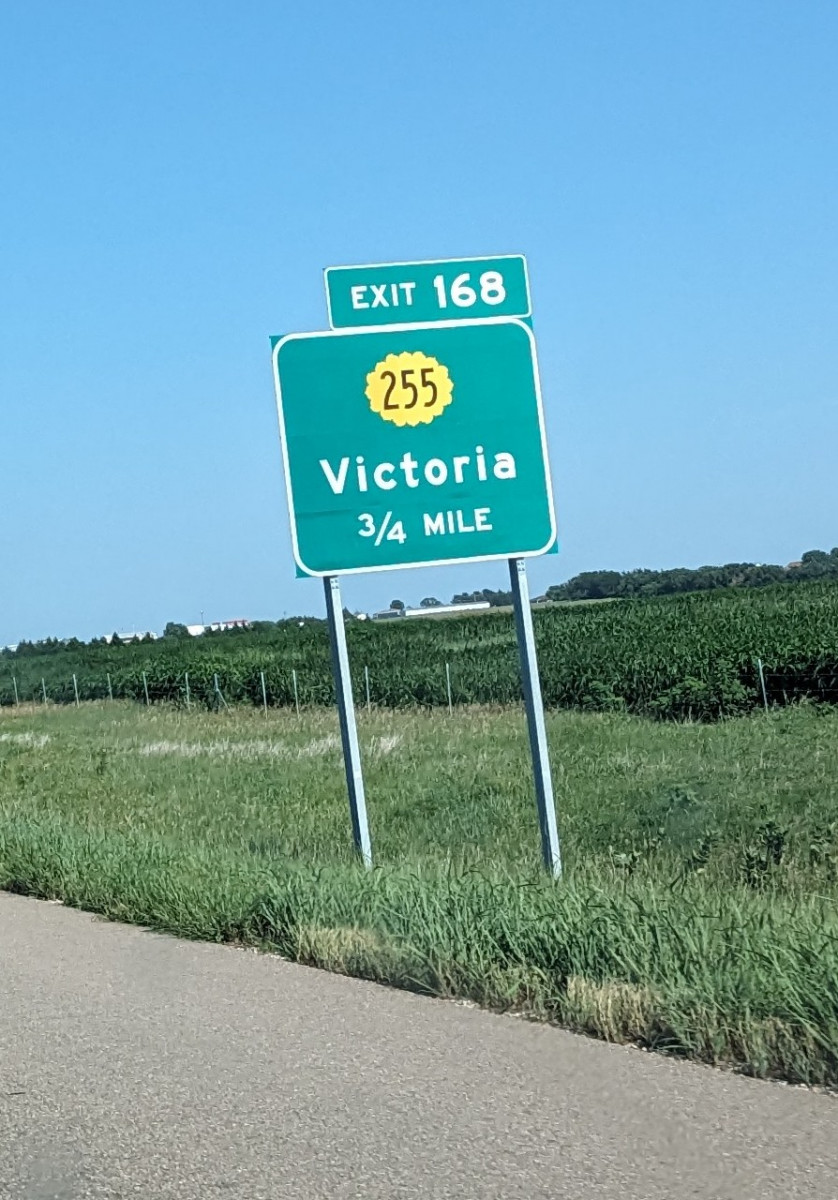 EXIT 168
255
Victoria
3/4 MILE